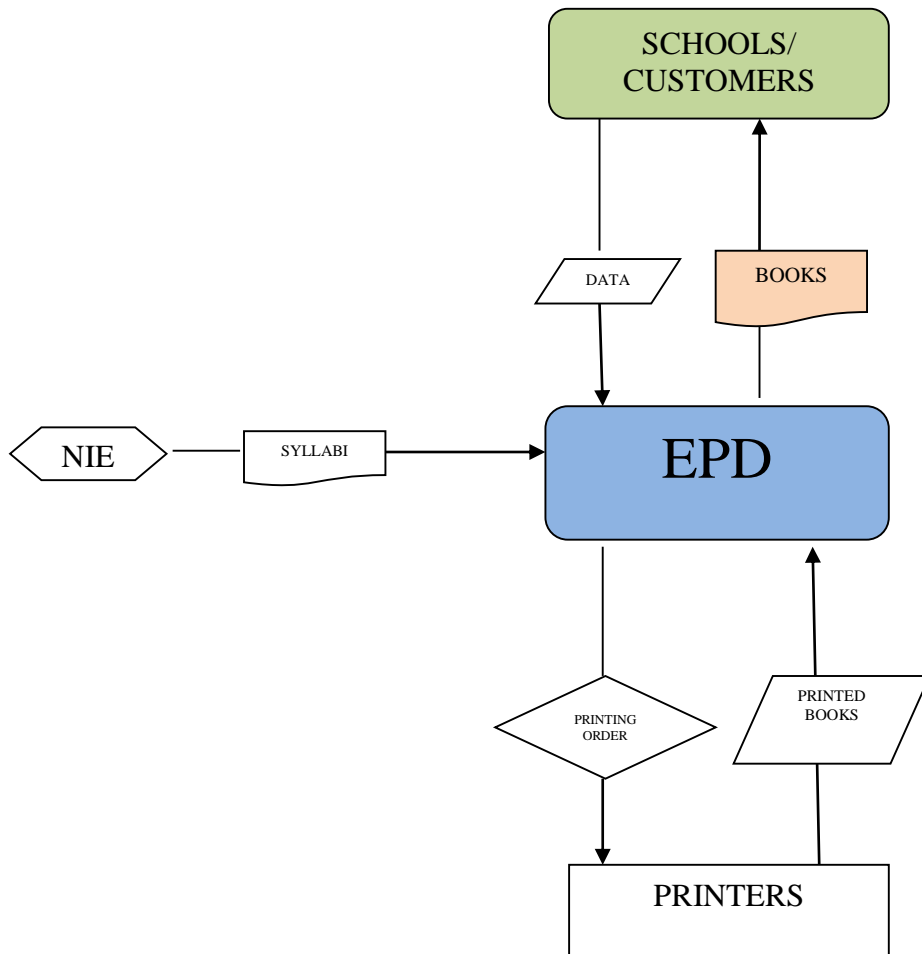 SCHOOLS/
CUSTOMERS
DATA
BOOKS
NIE
SYLLABI
EPD
PRINTING
ORDER
PRINTED
BOOKS
PRINTERS